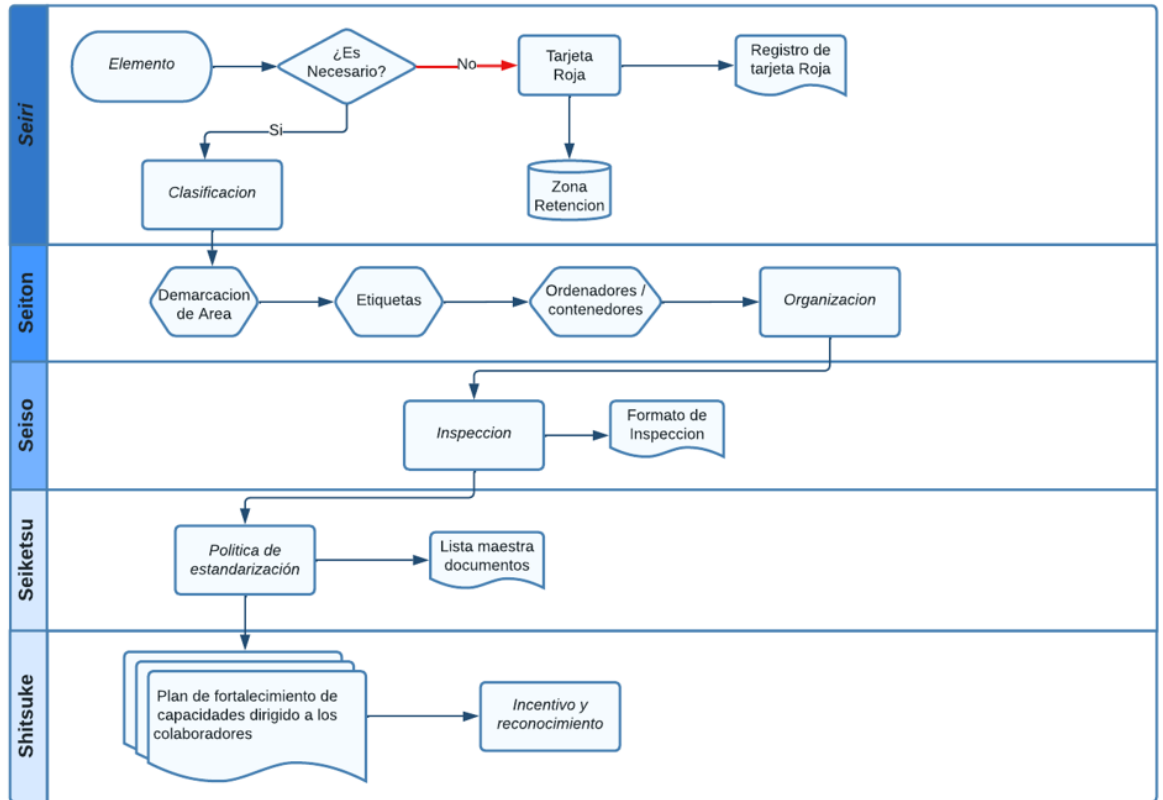 Seiri
Elemento
¿Es
Necesario?
No
Tarjeta
Roja
Registro de
tarjeta Roja
Si
Clasificacion
Zona
Retencion
Seiton
Demarcacion
de Area
Etiquetas
Ordenadores /
contenedores
Organizacion
Seiso
Inspeccion
Formato de
Inspeccion
Seiketsu
Politica de
estandarización
Lista maestra
documentos
Shitsuke
Plan de fortalecimiento de
capacidades dirigido a los
colaboradores
Incentivo y
reconocimiento